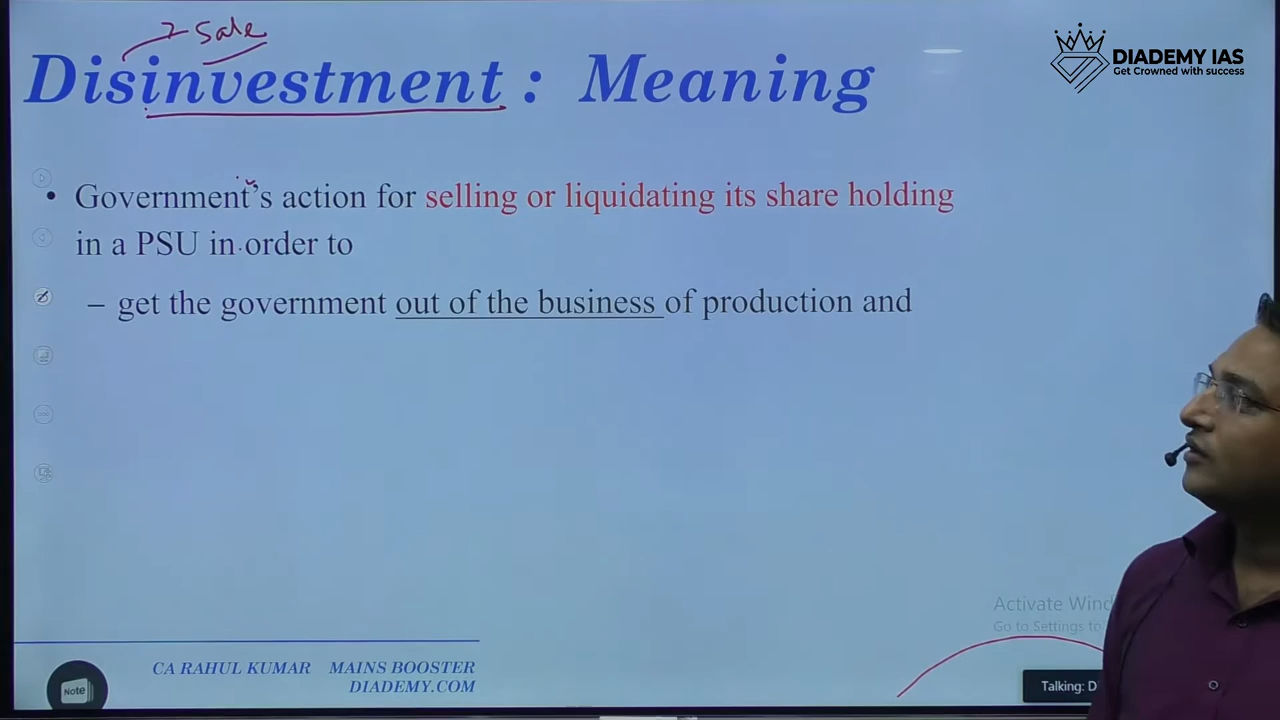 Sale
DIADEMY IAS
Get Crowned with success
Disinvestment : Meaning
• Government's action for selling or liquidating its share holding
in a PSU in order to
– get the government out of the business of production and
Activate Wind
Go to Settings to
CA RAHUL KUMAR MAINS BOOSTER
DIADEMY.COM
Note
Talking: D